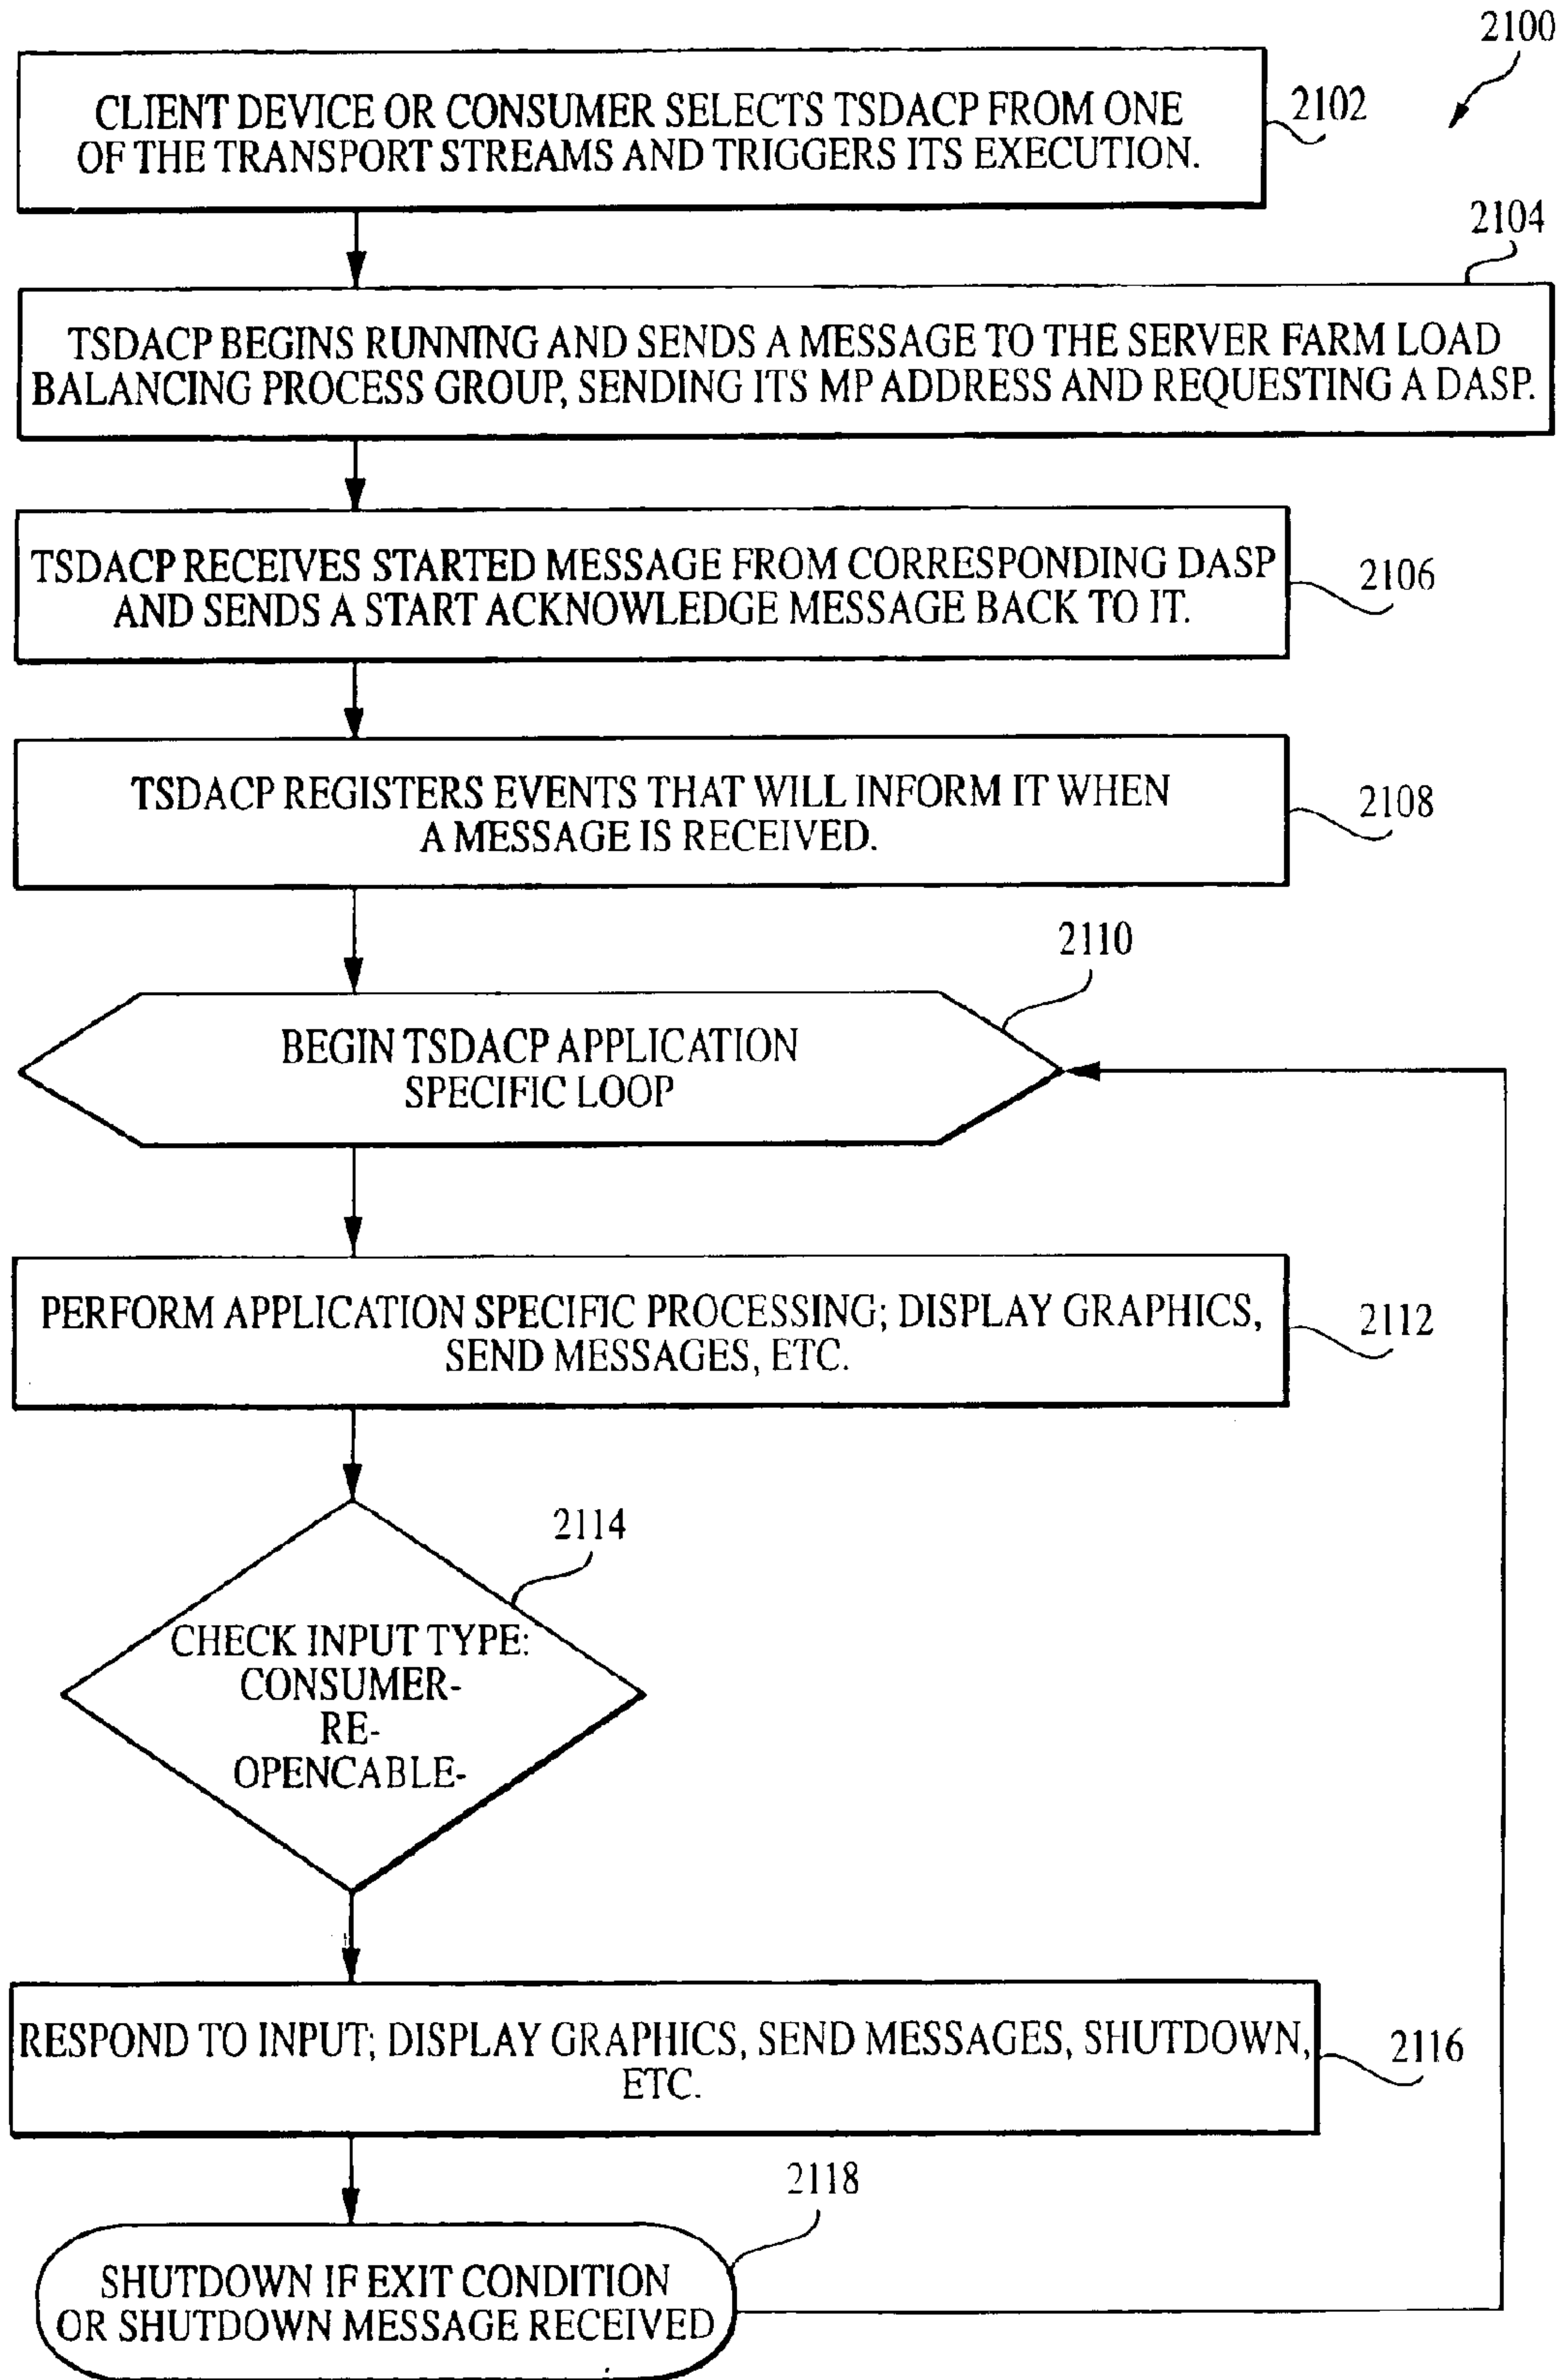 2100
CLIENT DEVICE OR CONSUMER SELECTS TSDACP FROM ONE
OF THE TRANSPORT STREAMS AND TRIGGERS ITS EXECUTION.
2102
2104
TSDACP BEGINS RUNNING AND SENDS A MESSAGE TO THE SERVER FARM LOAD
BALANCING PROCESS GROUP, SENDING ITS MP ADDRESS AND REQUESTING A DASP.
TSDACP RECEIVES STARTED MESSAGE FROM CORRESPONDING DASP
AND SENDS A START ACKNOWLEDGE MESSAGE BACK TO IT.
2106
TSDACP REGISTERS EVENTS THAT WILL INFORM IT WHEN
A MESSAGE IS RECEIVED.
2108
2110
BEGIN TSDACP APPLICATION
SPECIFIC LOOP
PERFORM APPLICATION SPECIFIC PROCESSING; DISPLAY GRAPHICS,
SEND MESSAGES, ETC.
2112
2114
CHECK INPUT TYPE:
CONSUMER-
RE-
OPENCABLE-
RESPOND TO INPUT; DISPLAY GRAPHICS, SEND MESSAGES, SHUTDOWN,
ETC.
2116
2118
SHUTDOWN IF EXIT CONDITION
OR SHUTDOWN MESSAGE RECEIVED